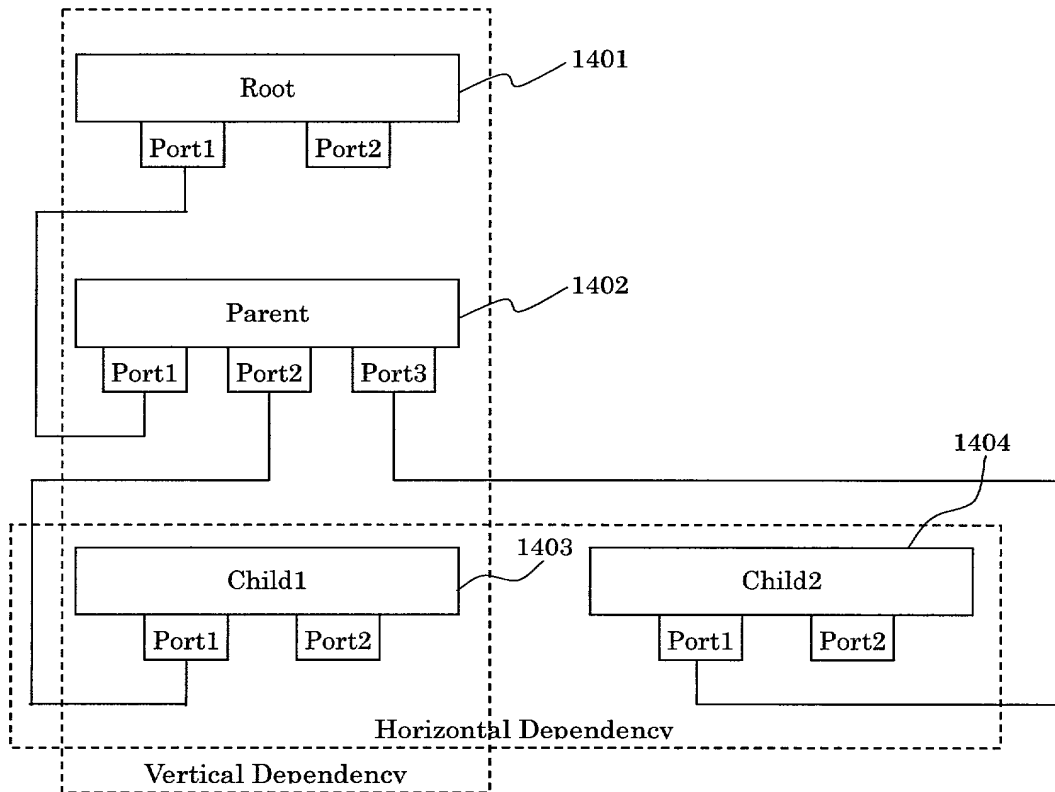 1401
Root
Port1 Port2
1402
Parent
Port1 Port2 Port3
1404
1403
Child1 Child2
Port1 Port2 Port1 Port2
Horizontal Dependency
Vertical Dependency